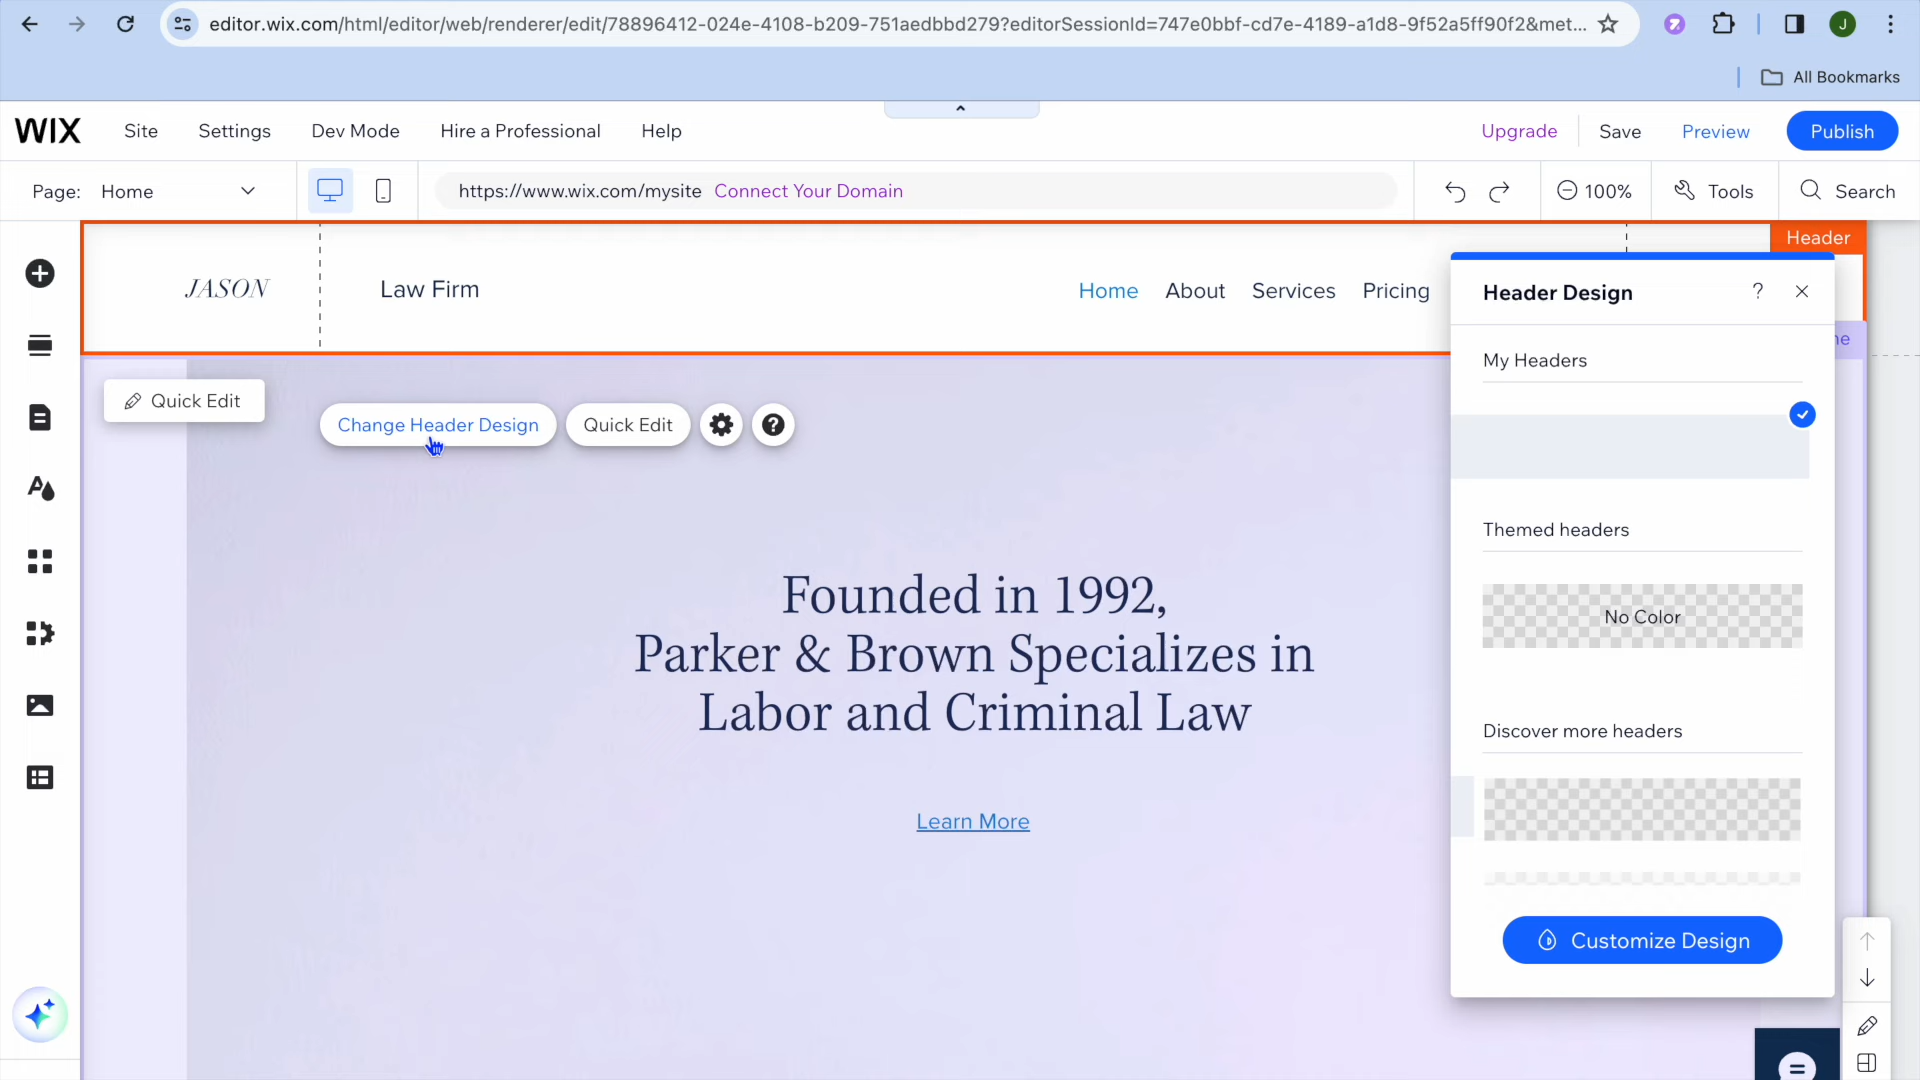 editor.wix.com/html/editor/web/renderer/edit/78896412-024e-4108-b209-751aedbbd279?editorSessionId=747e0bbf-cd7e-4189-a1d8-9f52a5ff90f2&met...
J
All Bookmarks
WIX Site Settings Dev Mode Hire a Professional Help Upgrade Save Preview Publish
Page: Home https://www.wix.com/mysite Connect Your Domain 100% Tools Search
Header
JASON Law Firm Home About Services Pricing
Header Design ?
My Headers
Quick Edit
Change Header Design Quick Edit ?
Themed headers
No Color
Founded in 1992,
Parker & Brown Specializes in
Labor and Criminal Law
Discover more headers
Learn More
Customize Design